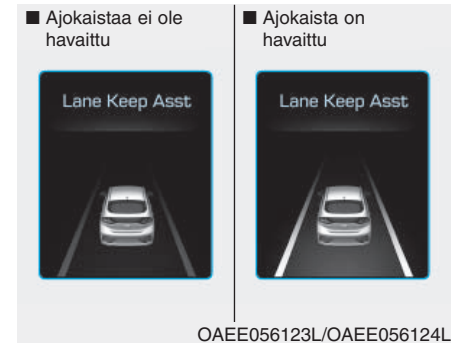 ■ Ajokaistaa ei ole
havaittu
■ Ajokaista on
havaittu
Lane Keep Asst
Lane Keep Asst
OAEE056123L/OAEE056124L